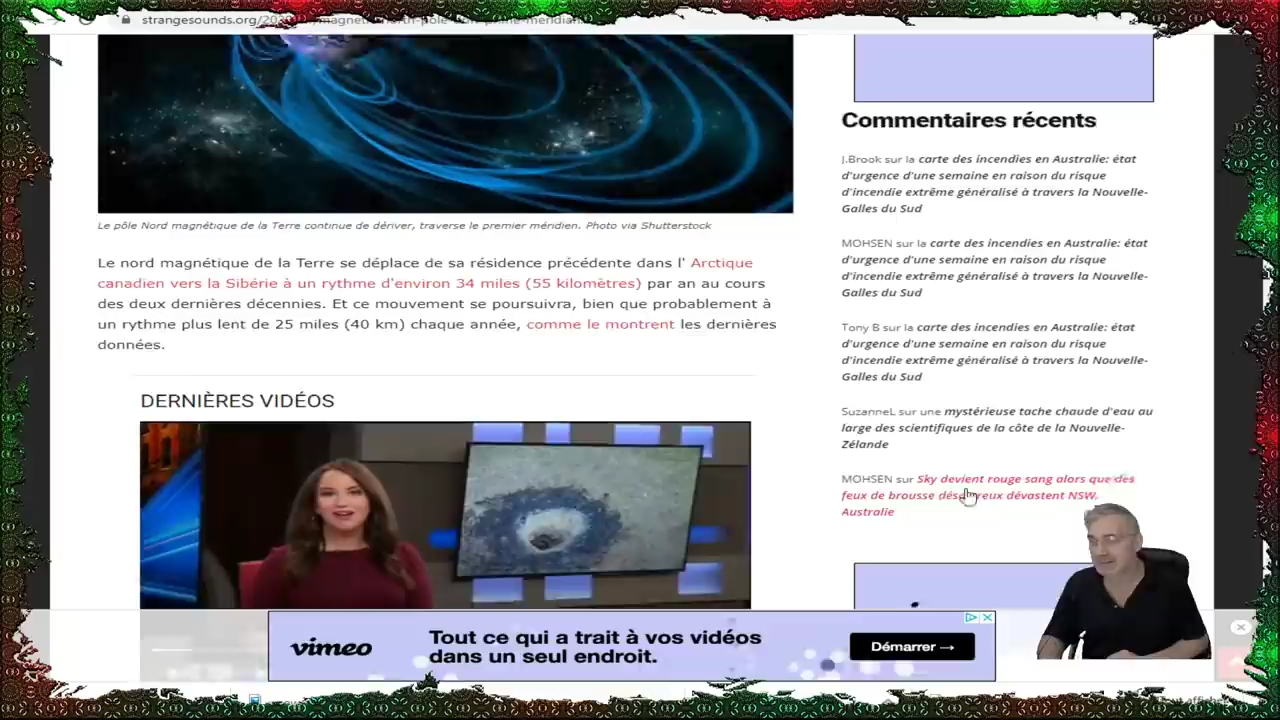 strangesounds.org/
Le pôle Nord magnétique de la Terre continue de dériver, traverse le premier méridien. Photo via Shutterstock
Le nord magnétique de la Terre se déplace de sa résidence précédente dans l' Arctique
canadien vers la Sibérie à un rythme d'environ 34 miles (55 kilomètres) par an au cours
des deux dernières décennies. Et ce mouvement se poursuivra, bien que probablement à
un rythme plus lent de 25 miles (40 km) chaque année, comme le montrent les dernières
données.
DERNIÈRES VIDÉOS
Commentaires récents
J.Brook sur la carte des incendies en Australie: état
d'urgence d'une semaine en raison du risque
d'incendie extrême généralisé à travers la Nouvelle-
Galles du Sud
MOHSEN sur la carte des incendies en Australie: état
d'urgence d'une semaine en raison du risque
d'incendie extrême généralisé à travers la Nouvelle-
Galles du Sud
Tony B sur la carte des incendies en Australie: état
d'urgence d'une semaine en raison du risque
d'incendie extrême généralisé à travers la Nouvelle-
Galles du Sud
SuzanneL sur une mystérieuse tache chaude d'eau au
large des scientifiques de la côte de la Nouvelle-
Zélande
MOHSEN sur Sky devient rouge sang alors que des
feux de brousse dévastent NSW,
Australie
vimeo
Tout ce qui a trait à vos vidéos
dans un seul endroit.
Démarrer →